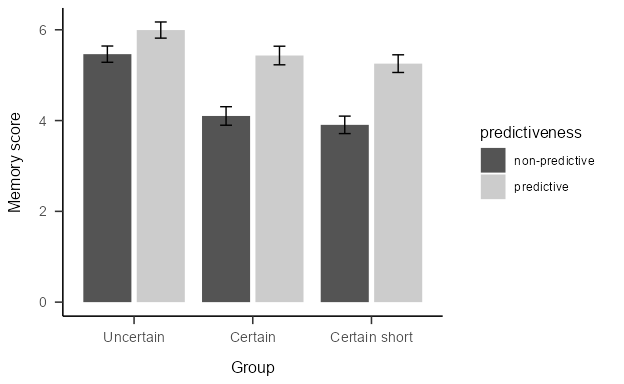 6
4
2
0
Memory score
Uncertain
Certain
Certain short
Group
predictiveness
non-predictive
predictive